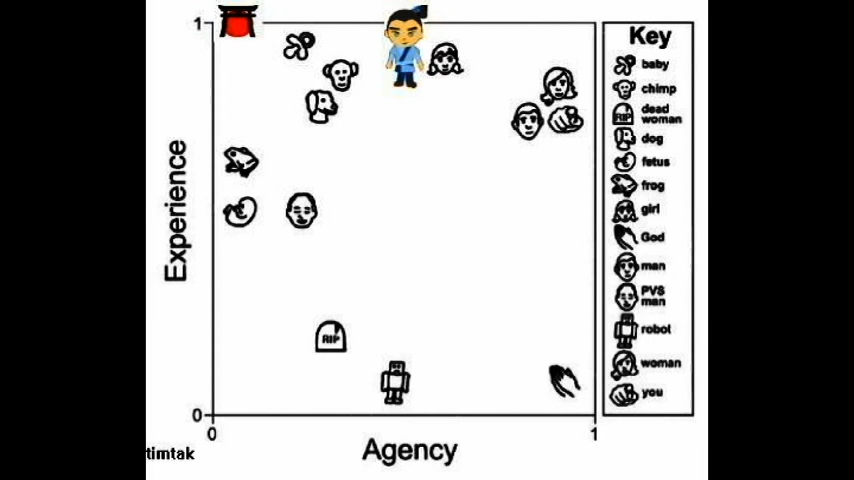 1
Experience
0
0
1
Agency
timtak
Key
baby
chimp
dead
woman
RIP
dog
fetus
frog
girl
God
man
PVS
man
robot
woman
you
RIP